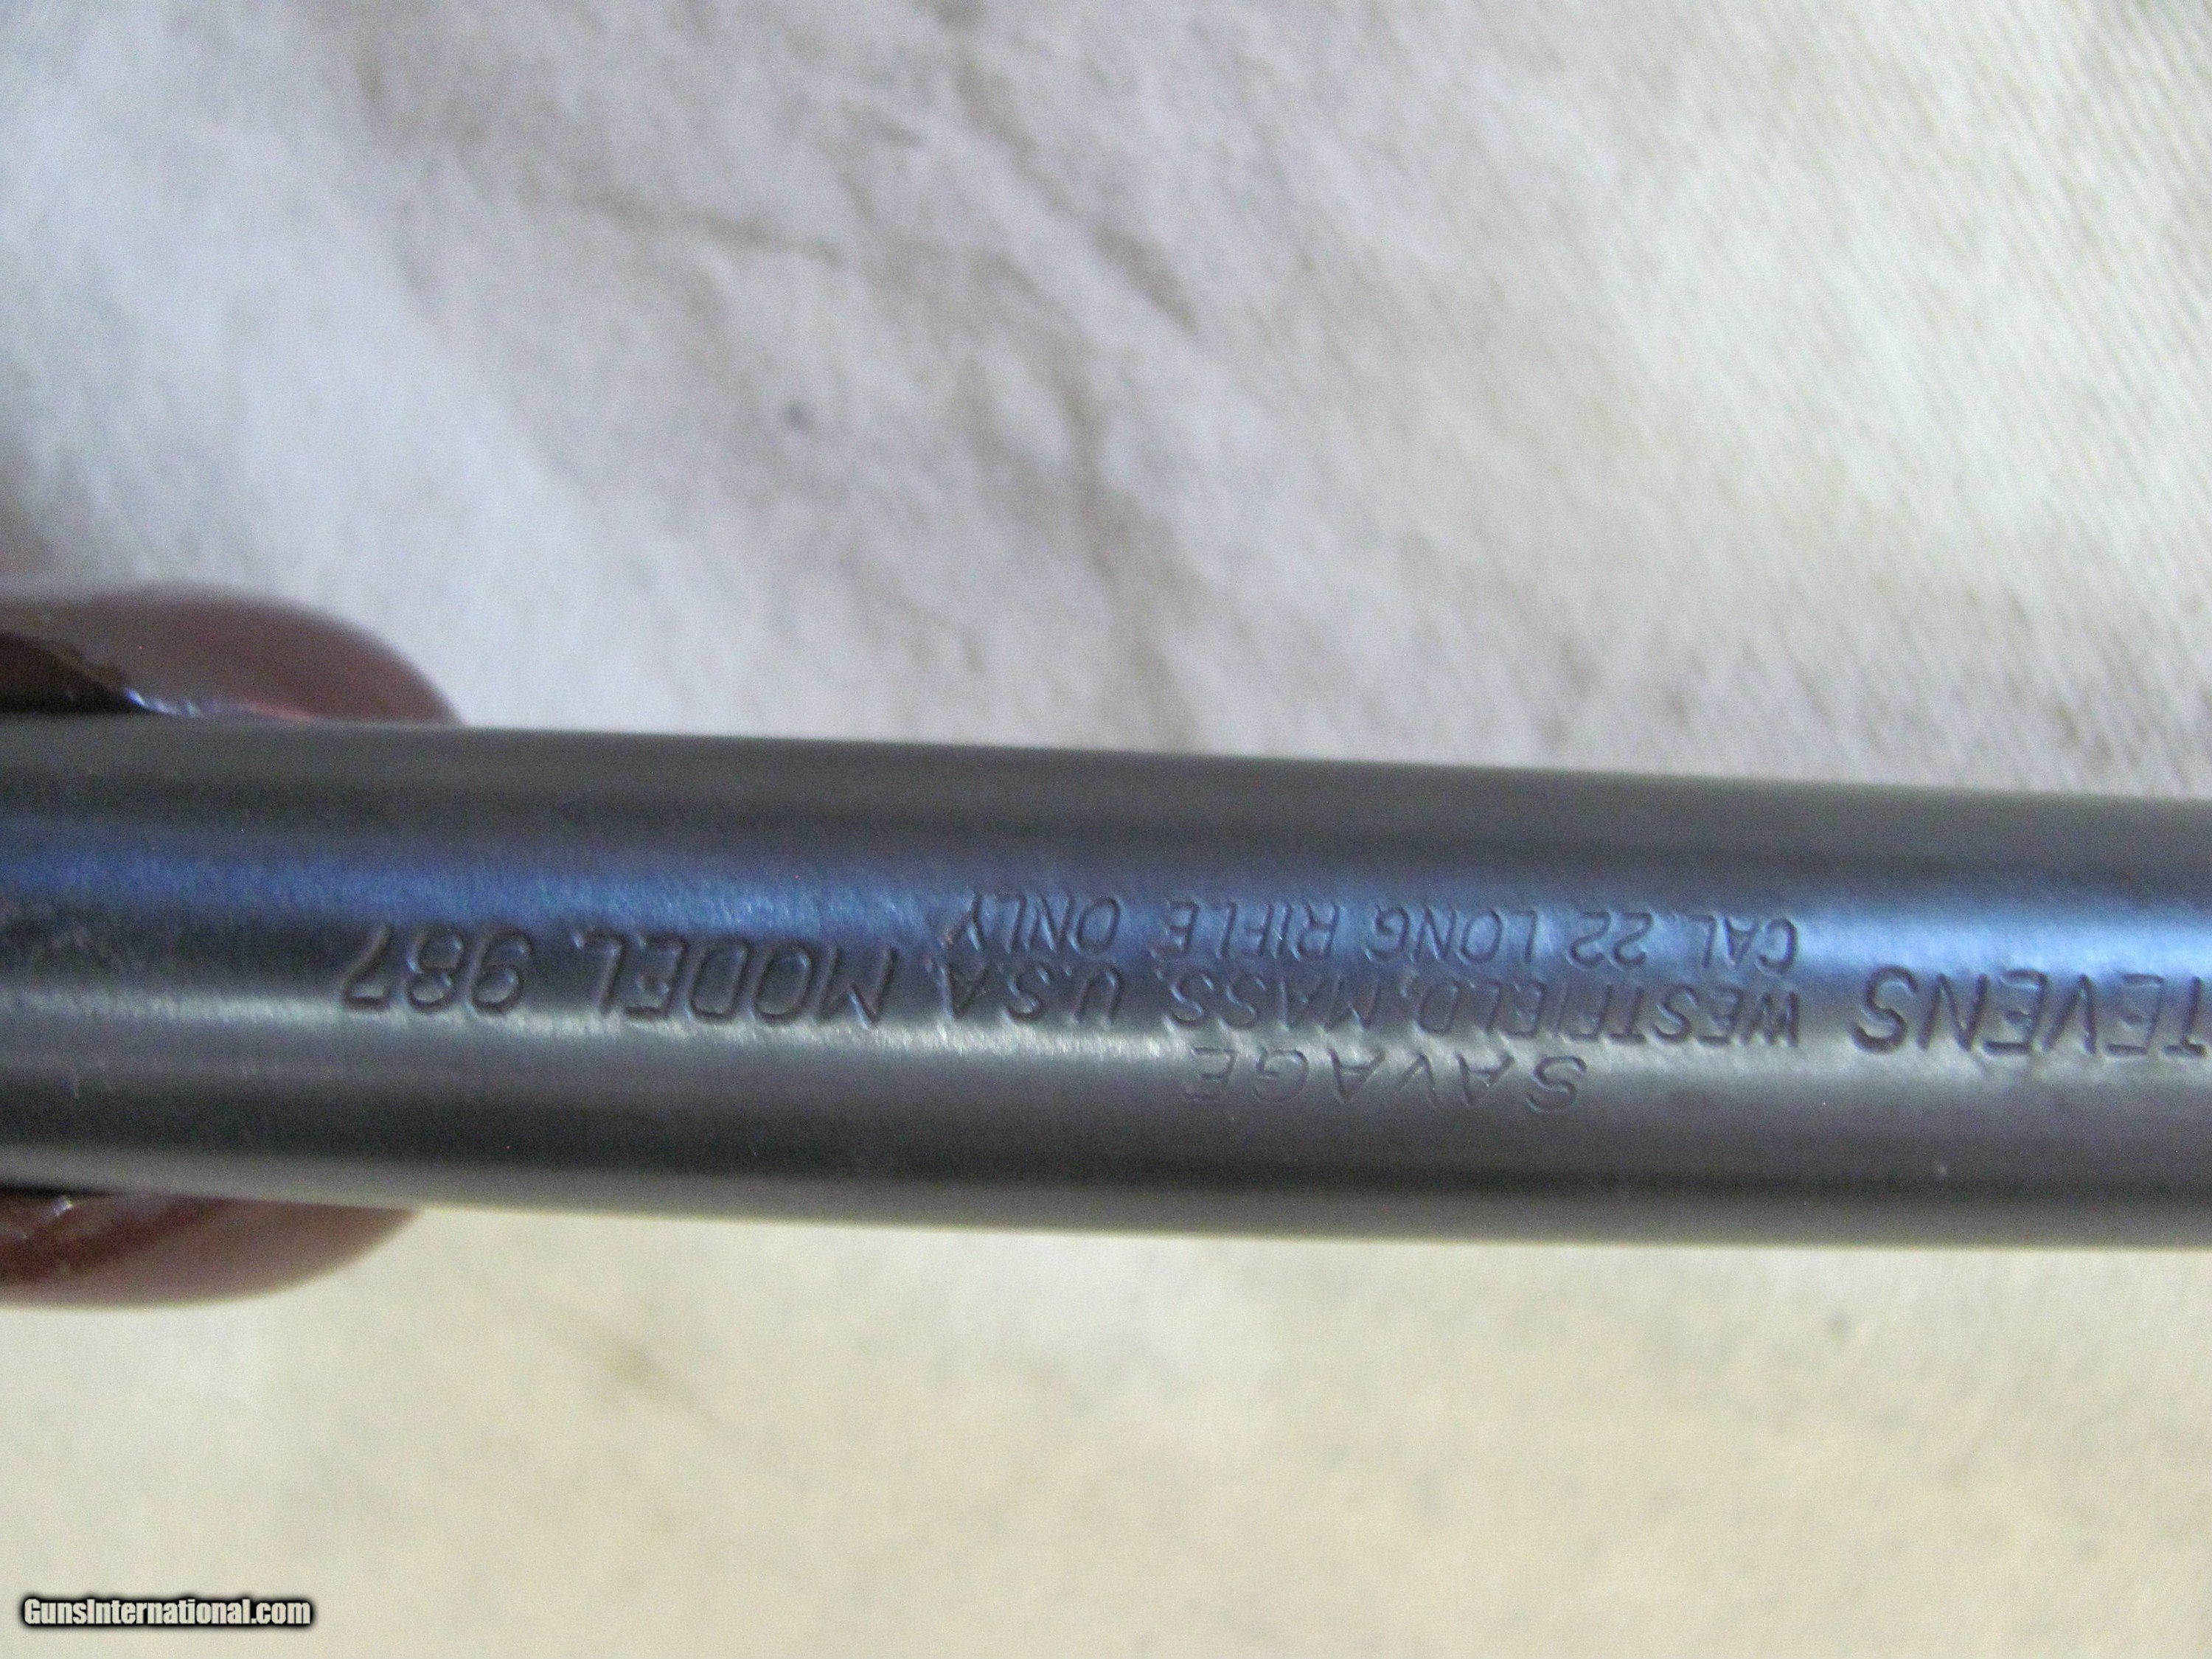 SAVAGE
TEVENS WESTFIELD, MASS., U.S.A. MODEL 987
CAL. 22 LONG RIFLE ONLY
GunsInternational.com